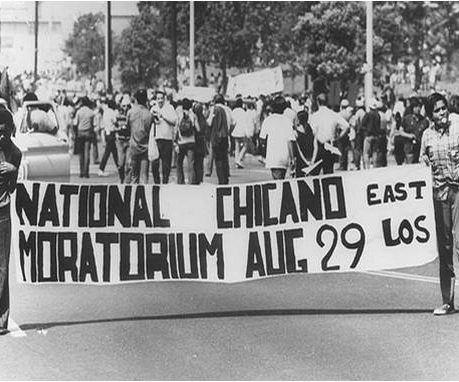 NATIONAL CHICANO EAST
MORATORIUM AUG 29 LOS